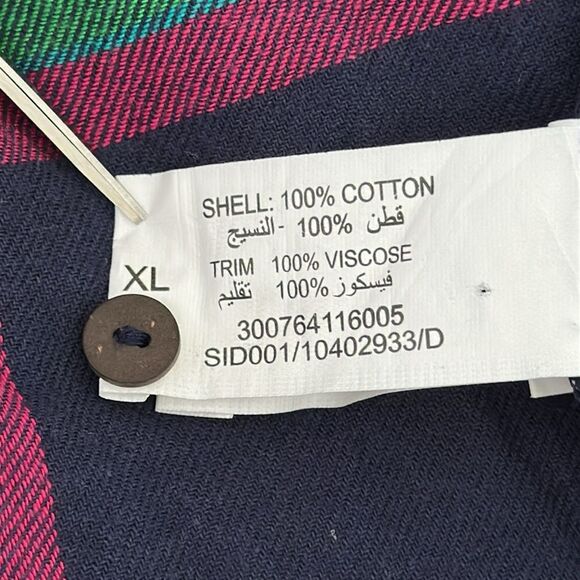 SHELL: 100% COTTON
قطن 100% - النسيج
XL
TRIM 100% VISCOSE
فيسكوز 100% تقليم
300764116005
SID001/10402933/D